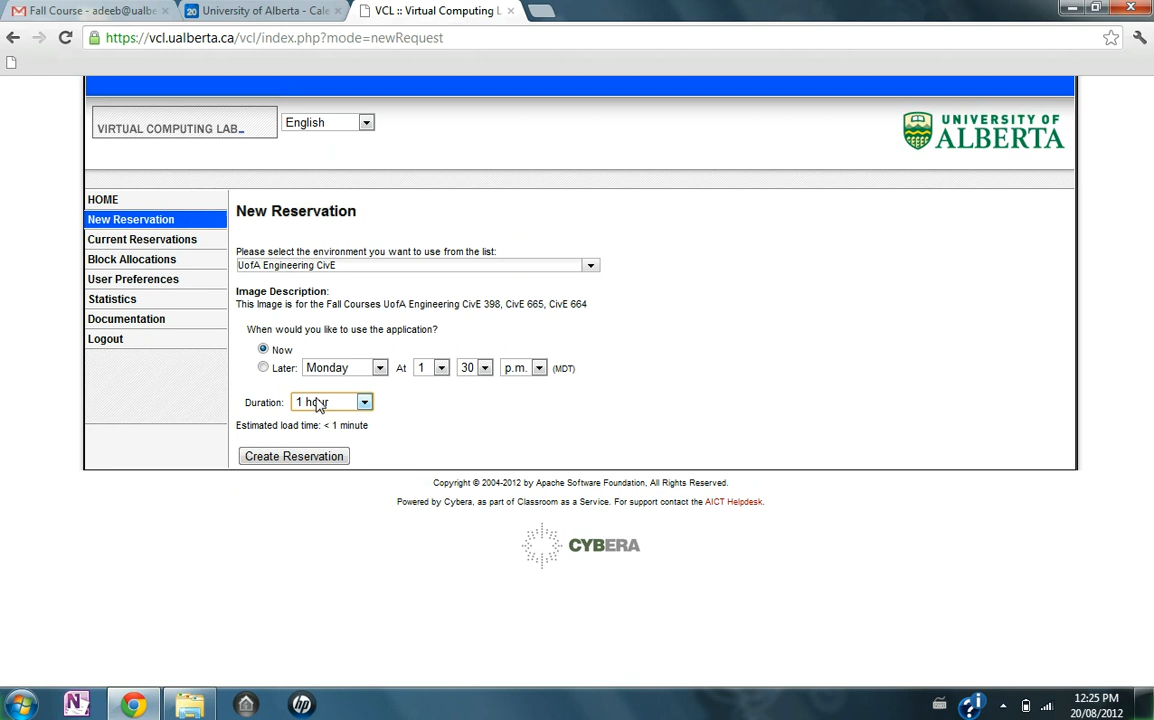 Fall Course - adeeb@ualbe
University of Alberta - Cale
VCL :: Virtual Computing L
https://vcl.ualberta.ca/vcl/index.php?mode=newRequest
VIRTUAL COMPUTING LAB_
English
UNIVERSITY OF
ALBERTA
HOME
New Reservation
Current Reservations
Block Allocations
User Preferences
Statistics
Documentation
Logout
New Reservation
Please select the environment you want to use from the list:
UofA Engineering CivE
Image Description:
This Image is for the Fall Courses UofA Engineering CivE 398, CivE 665, CivE 664
When would you like to use the application?
Now
Later: Monday At 1 30 p.m. (MDT)
Duration: 1 hour
Estimated load time: < 1 minute
Create Reservation
Copyright © 2004-2012 by Apache Software Foundation, All Rights Reserved.
Powered by Cybera, as part of Classroom as a Service. For support contact the AICT Helpdesk.
CYBERA
12:25 PM
20/08/2012
20
N
hp